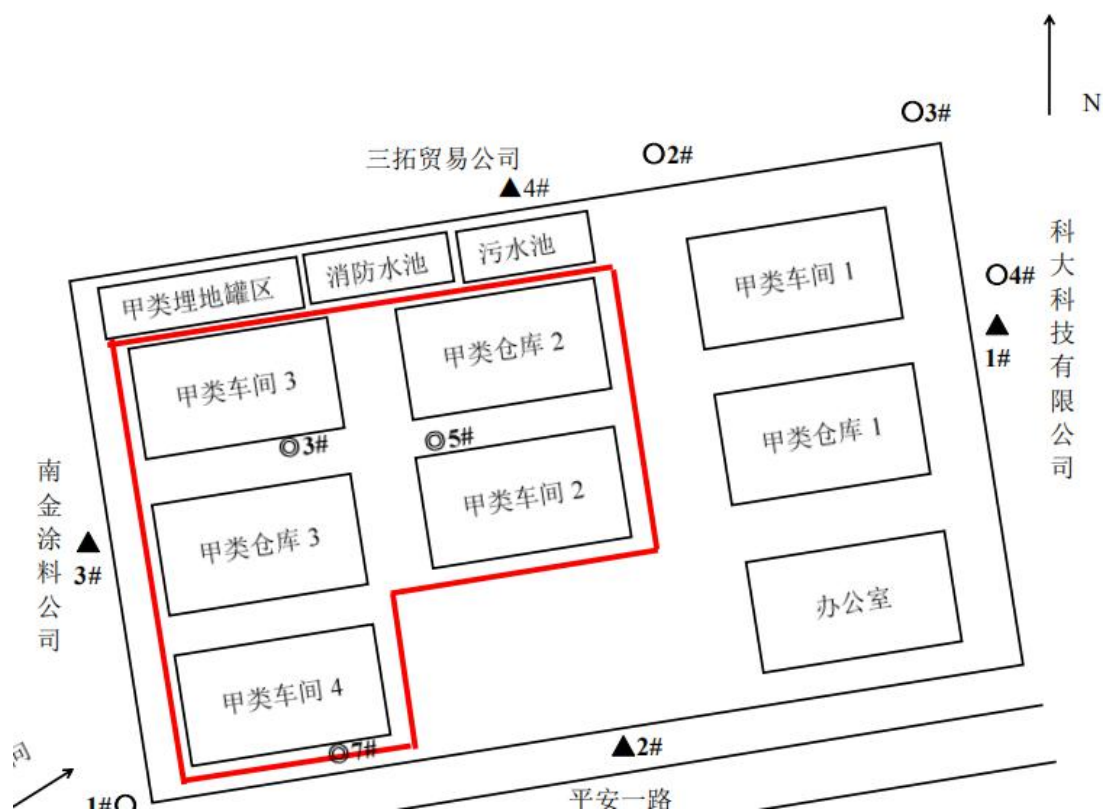 N
○3#
三拓贸易公司
○2#
▲4#
甲类埋地罐区
消防水池
污水池
甲类车间 1
科大科技有限公司
○4#
▲
1#
甲类车间 3
甲类仓库 2
◎3#
◎5#
甲类仓库 1
南金涂料公司
▲
3#
甲类仓库 3
甲类车间 2
办公室
甲类车间 4
◎7#
▲2#
1#○
平安一路